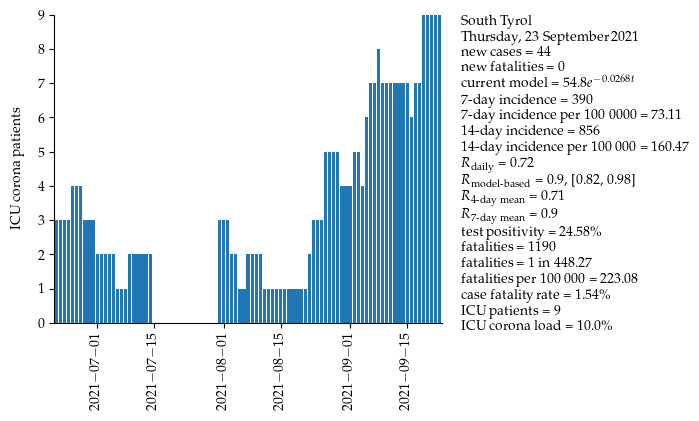 9
8
7
6
5
4
3
2
1
0
ICU corona patients
2021−07−01
2021−07−15
2021−08−01
2021−08−15
2021−09−01
2021−09−15
South Tyrol
Thursday, 23 September 2021
new cases = 44
new fatalities = 0
current model = 54.8e^−0.0268t
7-day incidence = 390
7-day incidence per 100 0000 = 73.11
14-day incidence = 856
14-day incidence per 100 000 = 160.47
R_daily = 0.72
R_model-based = 0.9, [0.82, 0.98]
R_4-day mean = 0.71
R_7-day mean = 0.9
test positivity = 24.58%
fatalities = 1190
fatalities = 1 in 448.27
fatalities per 100 000 = 223.08
case fatality rate = 1.54%
ICU patients = 9
ICU corona load = 10.0%